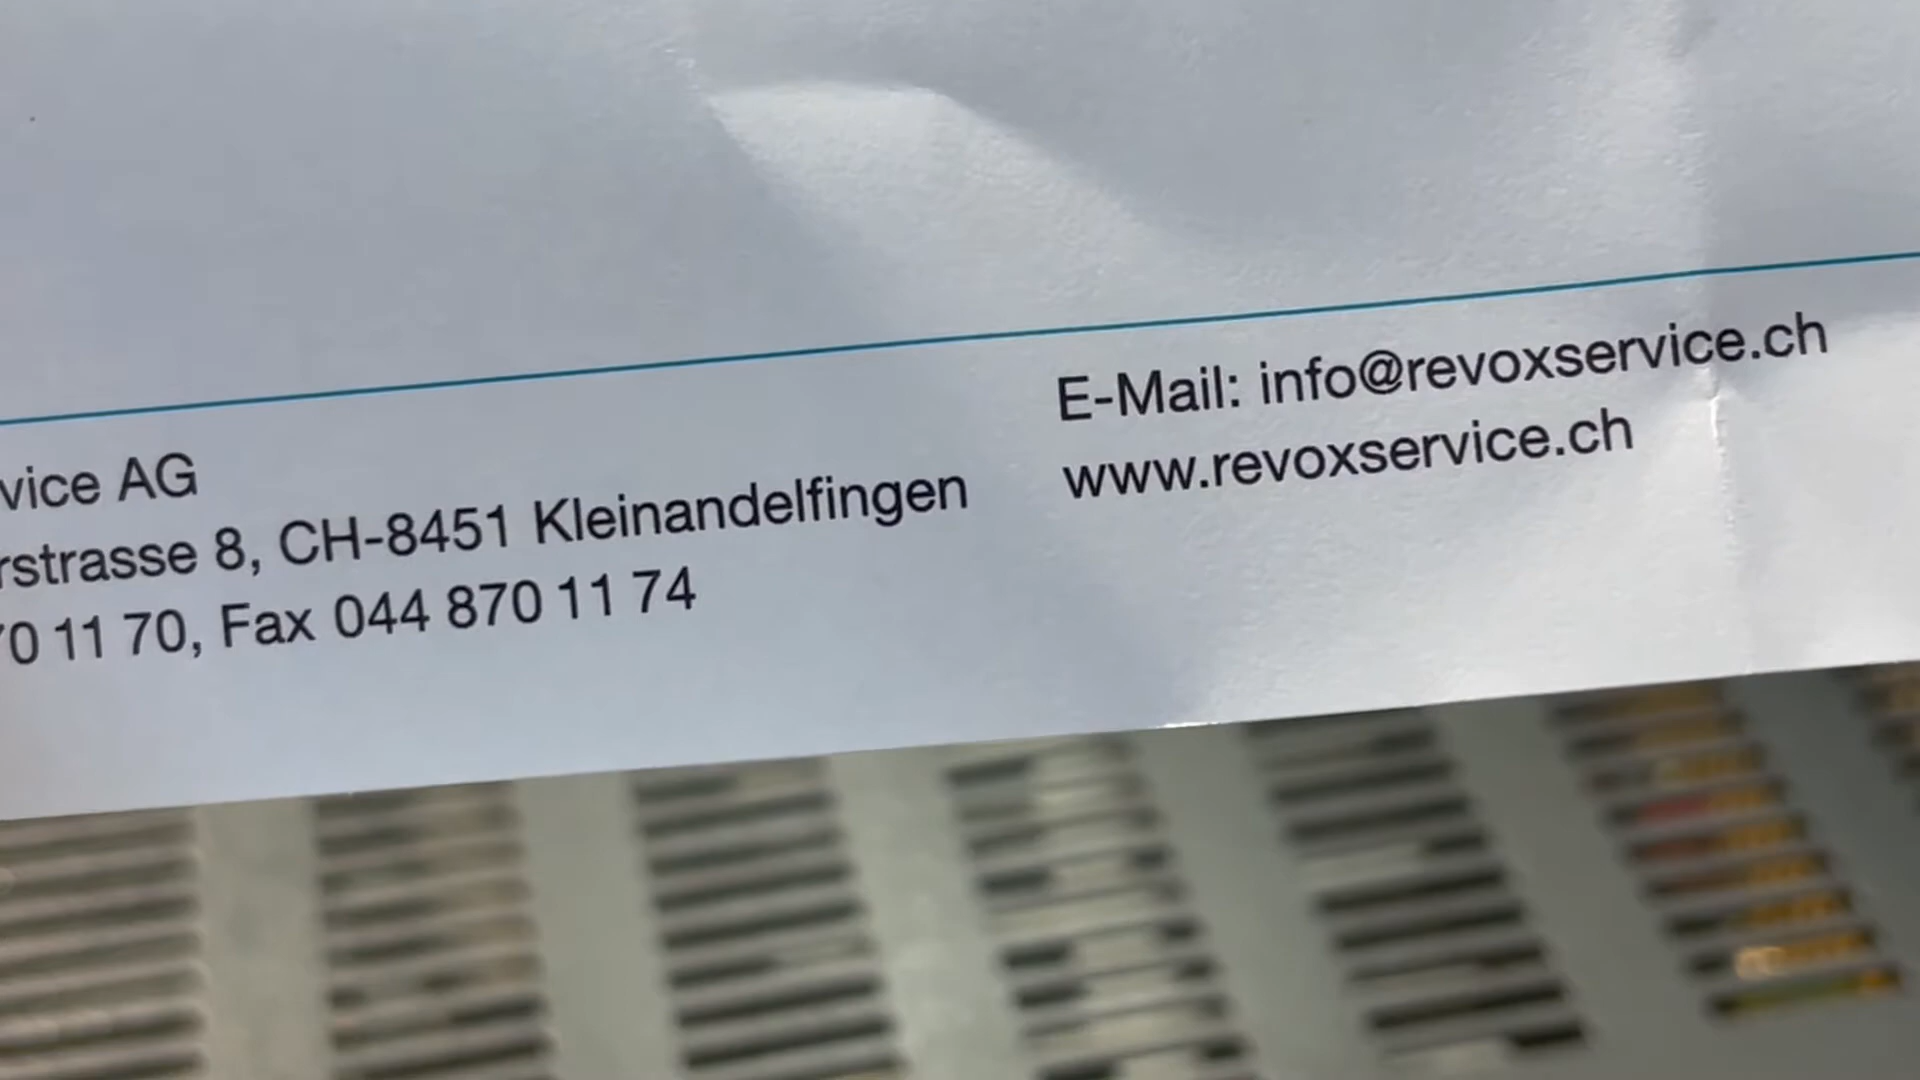 vice AG
rstrasse 8, CH-8451 Kleinandelfingen
0 11 70, Fax 044 870 11 74
E-Mail: info@revoxservice.ch
www.revoxservice.ch